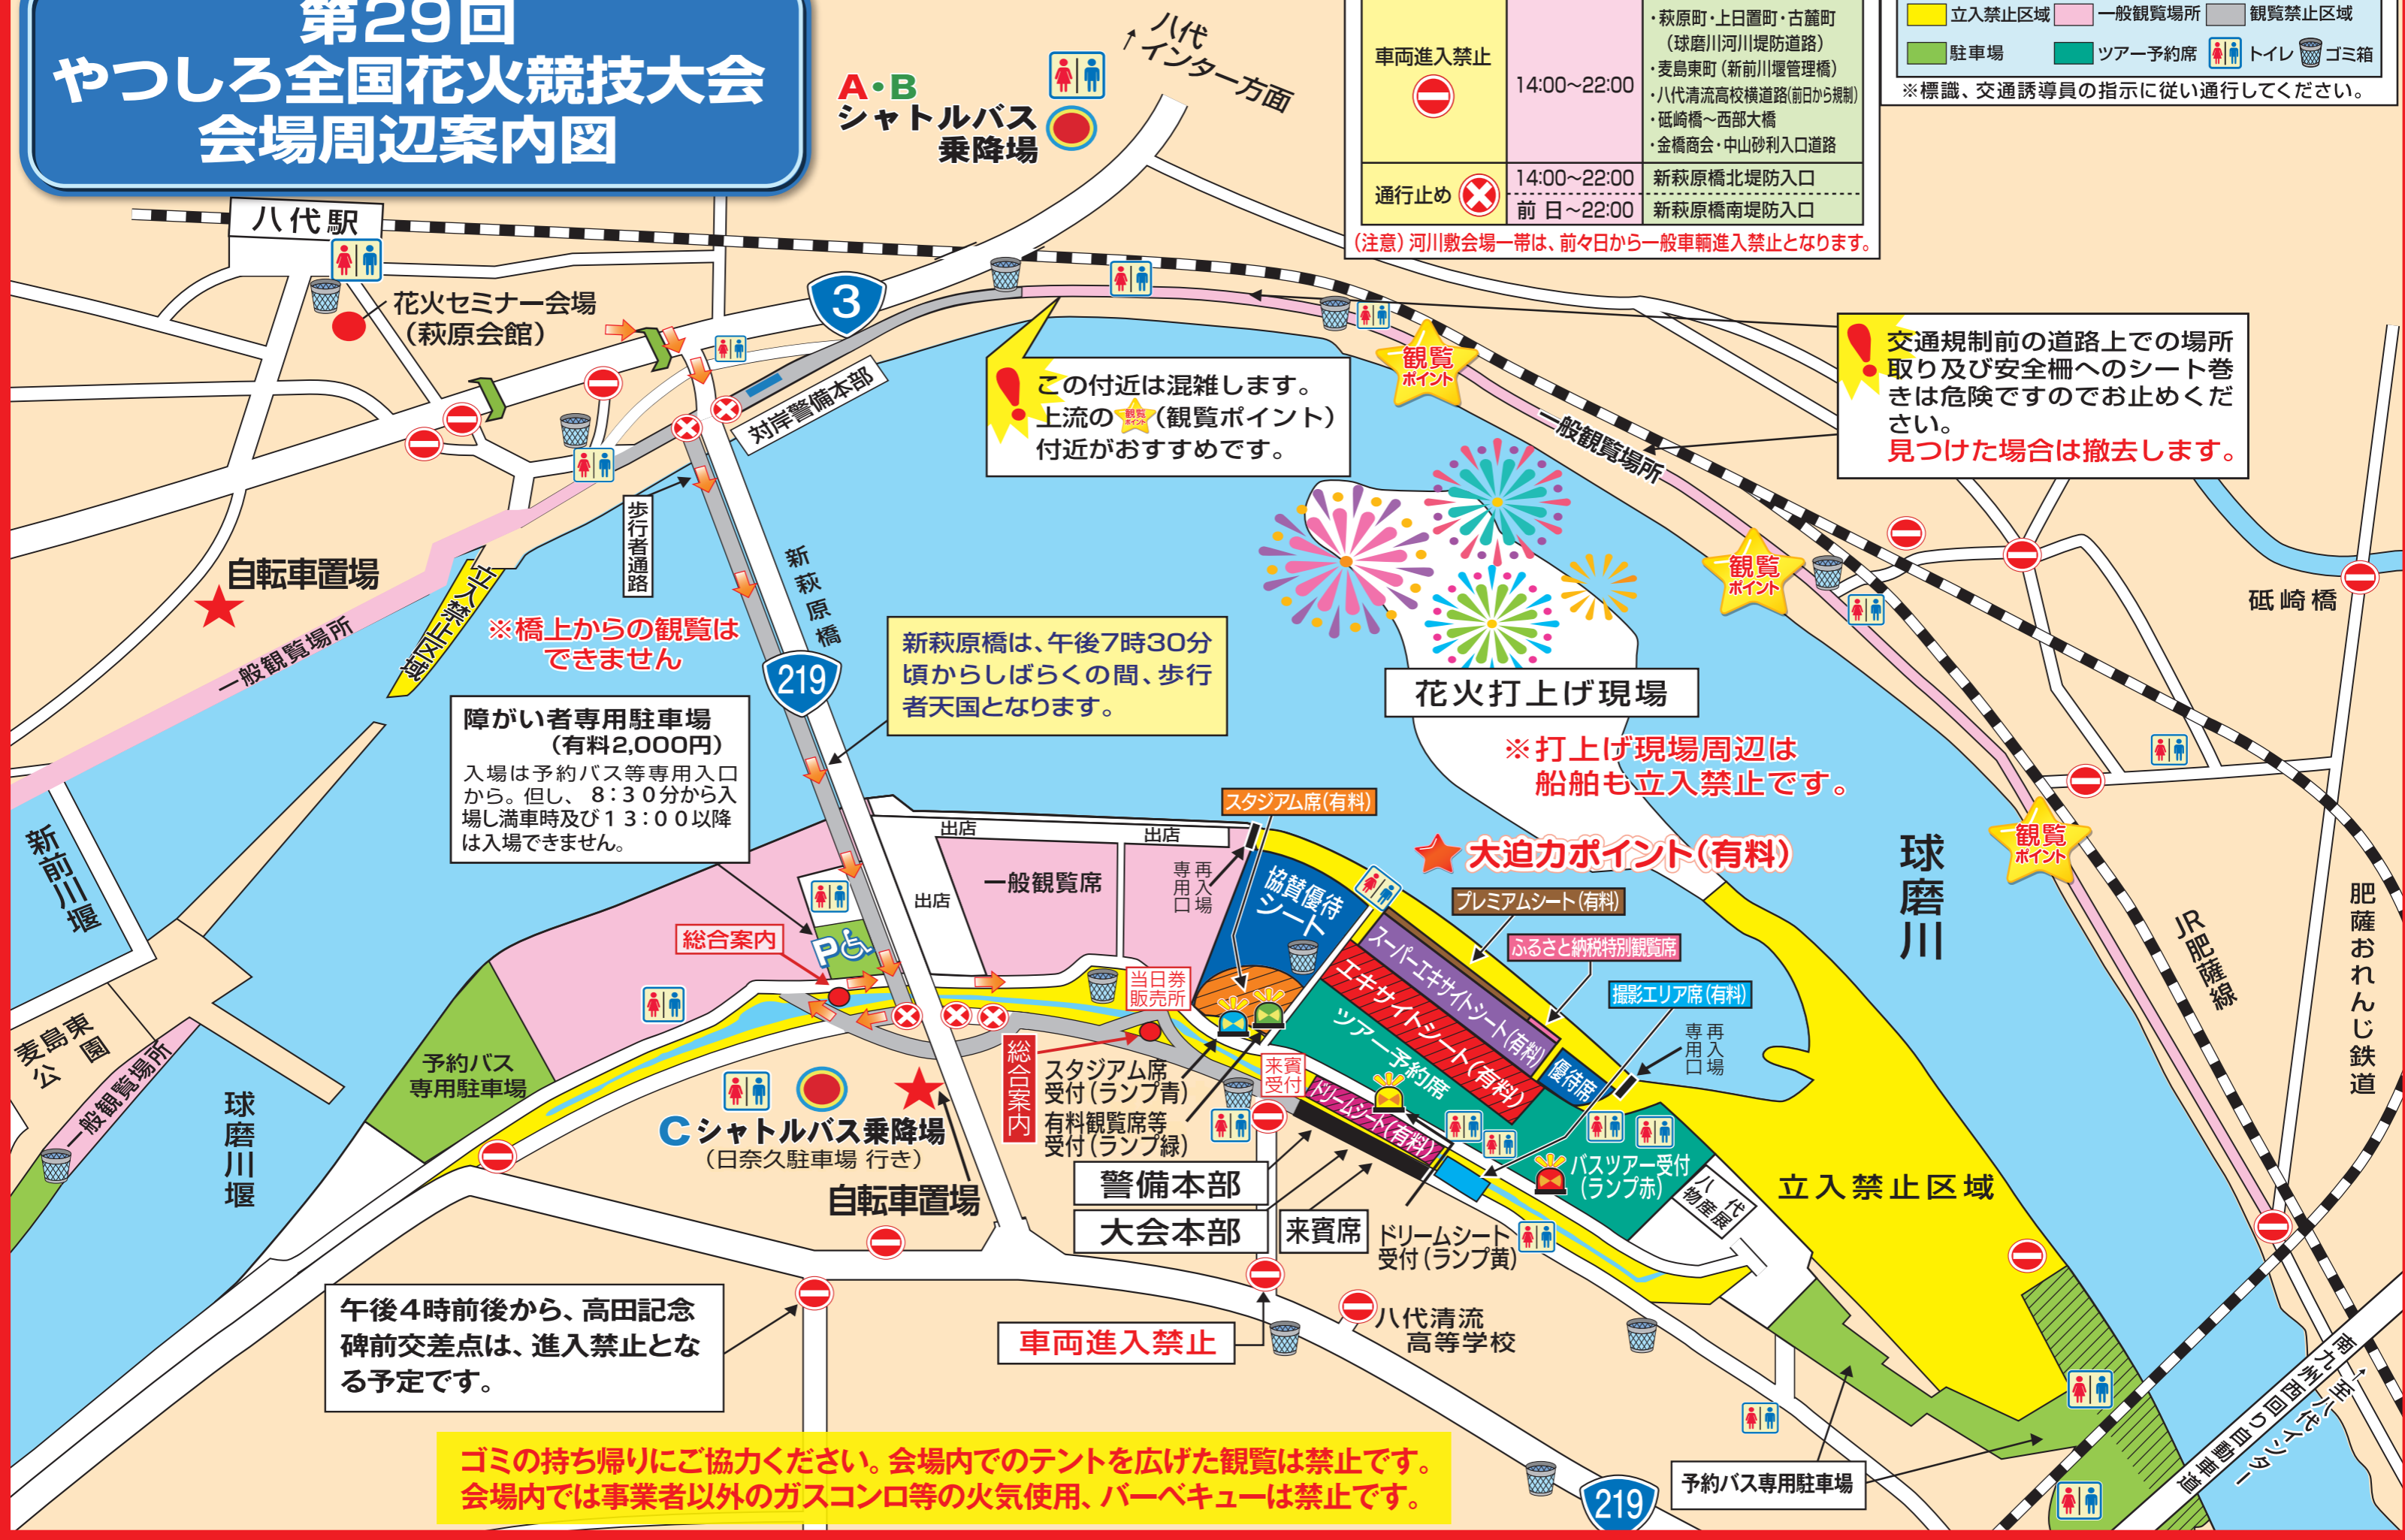 第29回
やつしろ全国花火競技大会
会場周辺案内図
A・B
シャトルバス
乗降場
↑八代
インター方面
車両進入禁止
14:00～22:00
・萩原町・上日置町・古麓町
（球磨川河川堤防道路）
・麦島東町（新前川堰管理橋）
・八代清流高校横道路(前日から規制)
・砥崎橋～西部大橋
・金橋商会・中山砂利入口道路
通行止め
14:00～22:00
新萩原橋北堤防入口
前 日～22:00
新萩原橋南堤防入口
(注意) 河川敷会場一帯は、前々日から一般車輌進入禁止となります。
立入禁止区域
一般観覧場所
観覧禁止区域
駐車場
ツアー予約席
トイレ
ゴミ箱
※標識、交通誘導員の指示に従い通行してください。
八代駅
花火セミナー会場
（萩原会館）
3
対岸警備本部
この付近は混雑します。
上流の観覧ポイント(観覧ポイント)
付近がおすすめです。
観覧
ポイント
交通規制前の道路上での場所
取り及び安全柵へのシート巻
きは危険ですのでお止めくだ
さい。
見つけた場合は撤去します。
一般観覧場所
歩行者通路
新萩原橋
自転車置場
立入禁止区域
一般観覧場所
※橋上からの観覧は
できません
219
新萩原橋は、午後7時30分
頃からしばらくの間、歩行
者天国となります。
観覧
ポイント
砥崎橋
花火打上げ現場
※打上げ現場周辺は
船舶も立入禁止です。
障がい者専用駐車場
（有料2,000円）
入場は予約バス等専用入口
から。但し、 8：30分から入
場し満車時及び13：00以降
は入場できません。
スタジアム席(有料)
大迫力ポイント(有料)
観覧
ポイント
球磨川
JR肥薩線
肥薩おれんじ鉄道
新前川堰
出店
出店
出店
一般観覧席
再入場
専用口
協賛優待
シート
プレミアムシート(有料)
ふるさと納税特別観覧席
撮影エリア席(有料)
スーパーエキサイトシート(有料)
エキサイトシート(有料)
ツアー予約席
優待席
再入場
専用口
総合案内
P
当日券
販売所
麦島東
公園
一般観覧場所
予約バス
専用駐車場
球磨川堰
Cシャトルバス乗降場
（日奈久駐車場 行き）
自転車置場
総合案内
スタジアム席
受付(ランプ青)
有料観覧席等
受付(ランプ緑)
来賓
受付
ドリームシート(有料)
警備本部
大会本部
来賓席
ドリームシート
受付(ランプ黄)
バスツアー受付
(ランプ赤)
八代
物産展
立入禁止区域
午後4時前後から、高田記念
碑前交差点は、進入禁止とな
る予定です。
車両進入禁止
八代清流
高等学校
至八代インター→
南九州西回り自動車道
予約バス専用駐車場
219
ゴミの持ち帰りにご協力ください。会場内でのテントを広げた観覧は禁止です。
会場内では事業者以外のガスコンロ等の火気使用、バーベキューは禁止です。